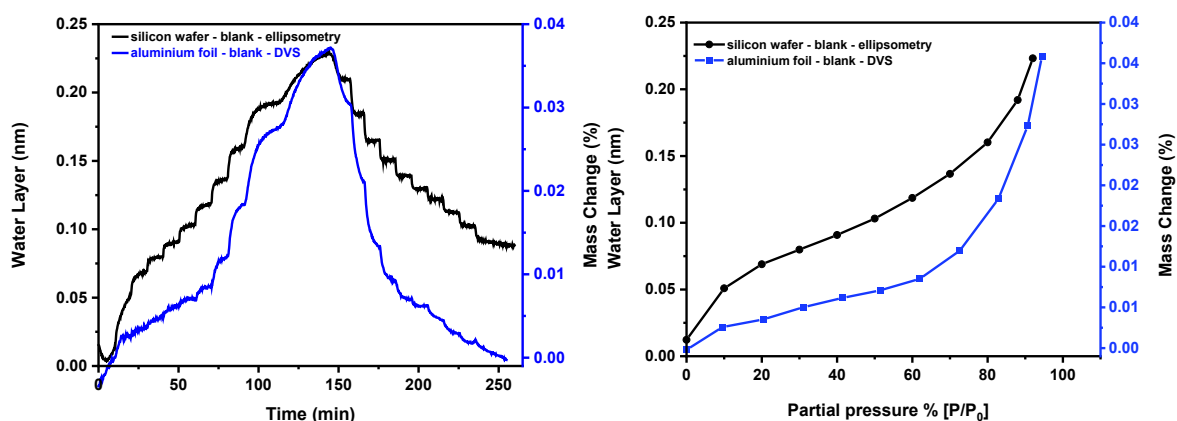 silicon wafer - blank - ellipsometry
aluminium foil - blank - DVS
Water Layer (nm)
0.25
0.20
0.15
0.10
0.05
0.00
0.04
0.03
0.02
0.01
0.00
Mass Change (%)
0 50 100 150 200 250
Time (min)
silicon wafer - blank - ellipsometry
aluminium foil - blank - DVS
Water Layer (nm)
0.25
0.20
0.15
0.10
0.05
0.00
0.04
0.04
0.03
0.03
0.02
0.02
0.01
0.01
0.00
Mass Change (%)
0 20 40 60 80 100
Partial pressure % [P/P₀]